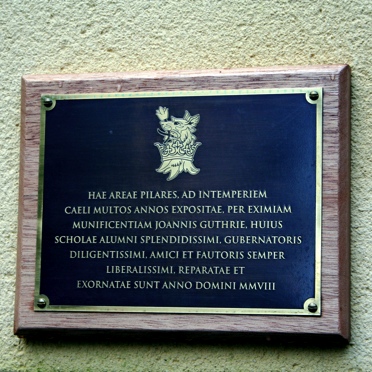 HAE AREAE PILARES, AD INTEMPERIEM
CAELI MULTOS ANNOS EXPOSITAE, PER EXIMIAM
MUNIFICENTIAM JOANNIS GUTHRIE, HUIUS
SCHOLAE ALUMNI SPLENDIDISSIMI, GUBERNATORIS
DILIGENTISSIMI, AMICI ET FAUTORIS SEMPER
LIBERALISSIMI, REPARATAE ET
EXORNATAE SUNT ANNO DOMINI MMVIII